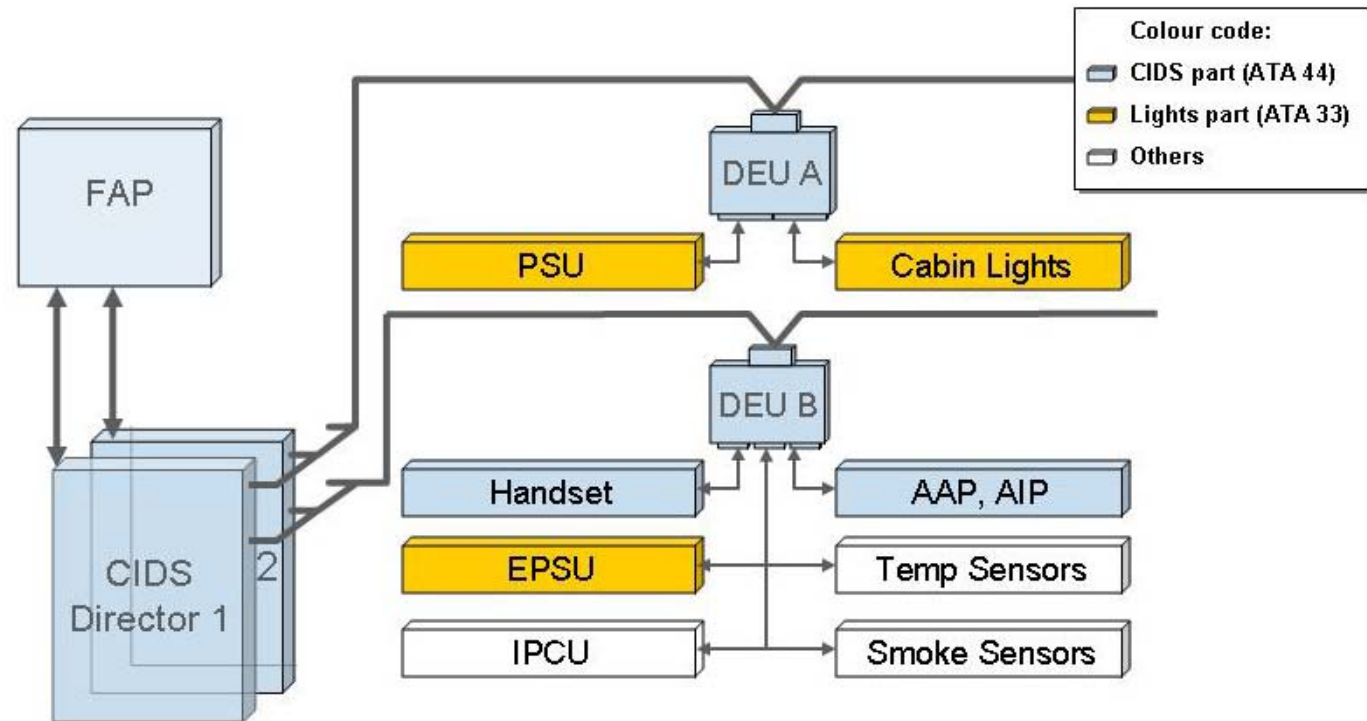 Colour code:
CIDS part (ATA 44)
Lights part (ATA 33)
Others
FAP
DEU A
PSU
Cabin Lights
DEU B
Handset
AAP, AIP
EPSU
Temp Sensors
IPCU
Smoke Sensors
CIDS
Director 1
2